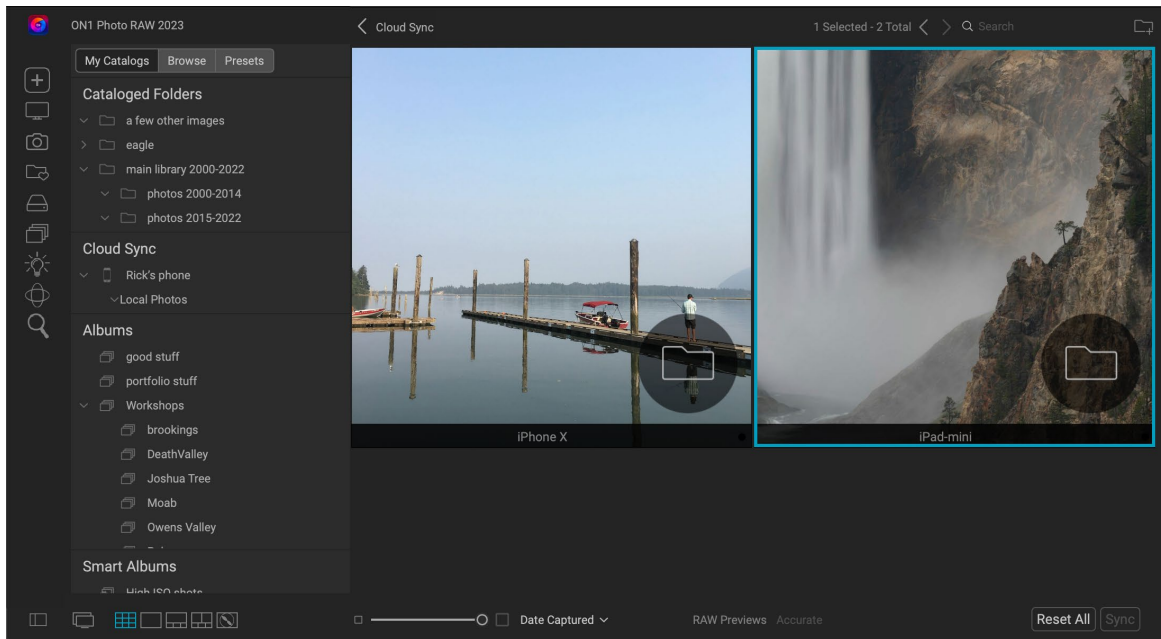 ON1 Photo RAW 2023
Cloud Sync
1 Selected - 2 Total
Search
My Catalogs Browse Presets
Cataloged Folders
a few other images
eagle
main library 2000-2022
photos 2000-2014
photos 2015-2022
Cloud Sync
Rick's phone
Local Photos
Albums
good stuff
portfolio stuff
Workshops
brookings
DeathValley
Joshua Tree
Moab
Owens Valley
Smart Albums
High ISO shots
iPhone X
iPad-mini
Date Captured
RAW Previews Accurate
Reset All
Sync